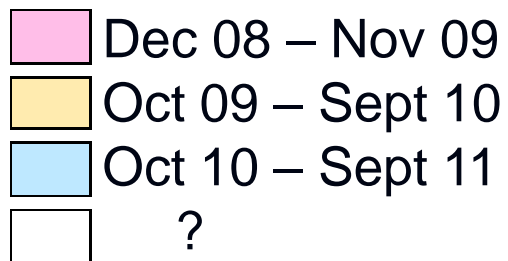 Dec 08 – Nov 09
Oct 09 – Sept 10
Oct 10 – Sept 11
?